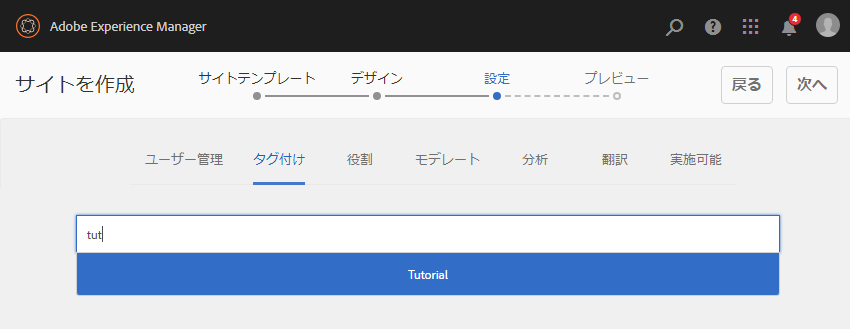 Adobe Experience Manager
4
サイトを作成
サイトテンプレート デザイン 設定 プレビュー
戻る 次へ
ユーザー管理 タグ付け 役割 モデレート 分析 翻訳 実施可能
tut
Tutorial